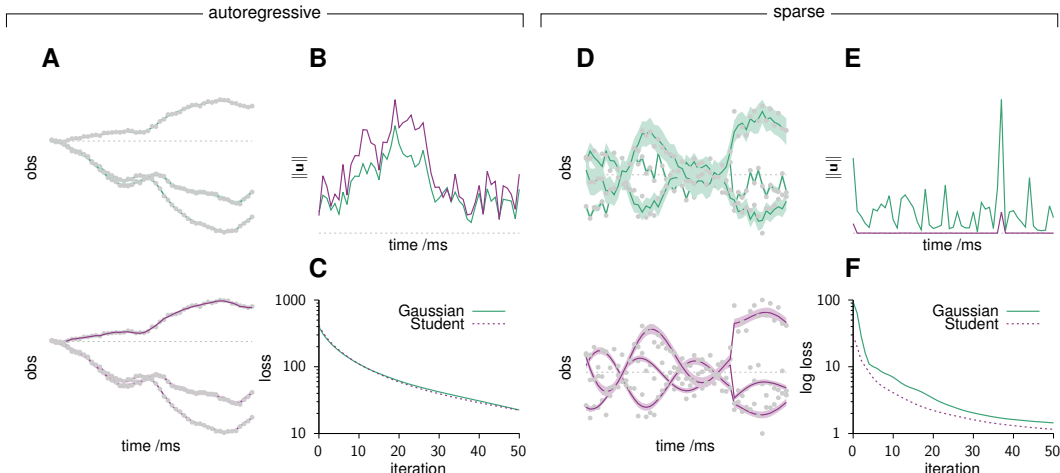 autoregressive
sparse
A
B
D
E
obs
||u̅||
time /ms
obs
||u̅||
time /ms
C
F
obs
time /ms
loss
1000
100
10
Gaussian
Student
0 10 20 30 40 50
iteration
obs
time /ms
log loss
100
10
1
Gaussian
Student
0 10 20 30 40 50
iteration